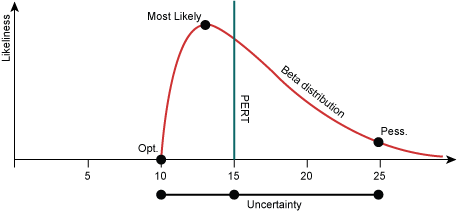 Likeliness
Most Likely
Beta distribution
PERT
Opt.
Pess.
5
10
15
20
25
Uncertainty